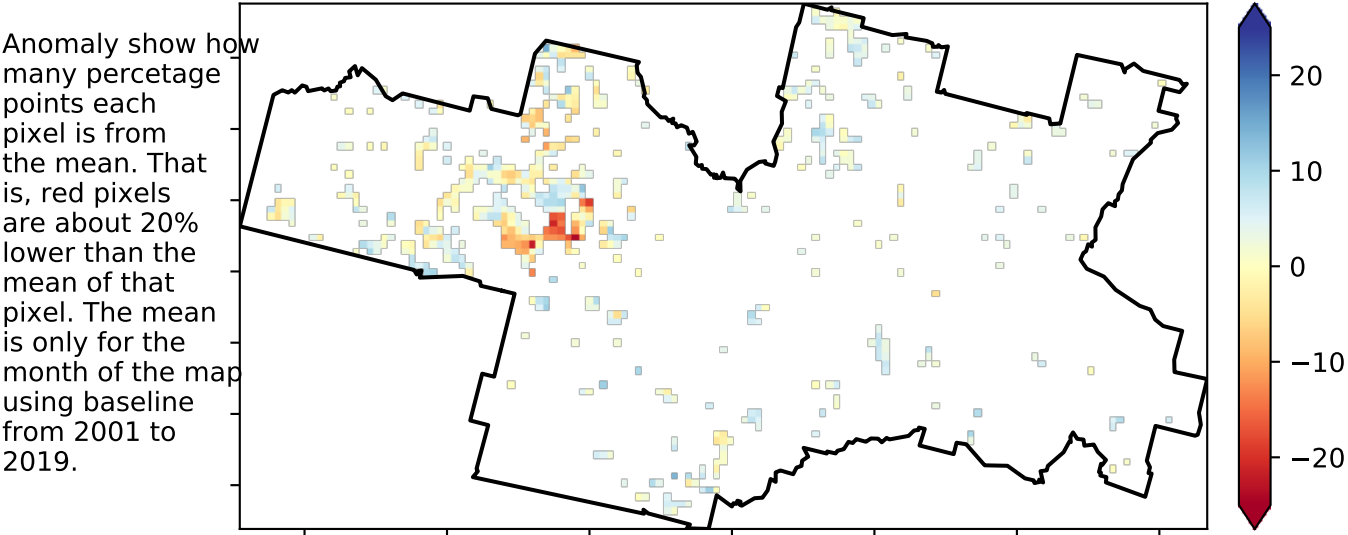 Anomaly show how
many percetage
points each
pixel is from
the mean. That
is, red pixels
are about 20%
lower than the
mean of that
pixel. The mean
is only for the
month of the map
using baseline
from 2001 to
2019.
20
10
0
−10
−20